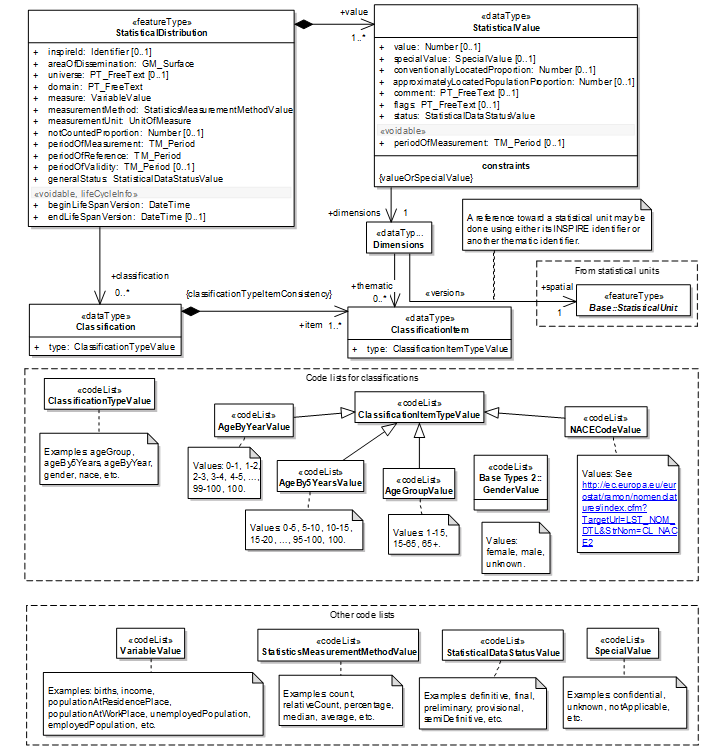 «featureType»
StatisticalDistribution
+ inspireId: Identifier [0..1]
+ areaOfDissemination: GM_Surface
+ universe: PT_FreeText [0..1]
+ domain: PT_FreeText
+ measure: VariableValue
+ measurementMethod: StatisticsMeasurementMethodValue
+ measurementUnit: UnitOfMeasure
+ notCountedProportion: Number [0..1]
+ periodOfMeasurement: TM_Period
+ periodOfReference: TM_Period
+ periodOfValidity: TM_Period [0..1]
+ generalStatus: StatisticalDataStatusValue
«voidable, lifeCycleInfo»
+ beginLifeSpanVersion: DateTime
+ endLifeSpanVersion: DateTime [0..1]
+value
1..*
«dataType»
StatisticalValue
+ value: Number [0..1]
+ specialValue: SpecialValue [0..1]
+ conventionallyLocatedProportion: Number [0..1]
+ approximatelyLocatedPopulationProportion: Number [0..1]
+ comment: PT_FreeText [0..1]
+ flags: PT_FreeText [0..1]
+ status: StatisticalDataStatusValue
«voidable»
+ periodOfMeasurement: TM_Period [0..1]
constraints
{valueOrSpecialValue}
+dimensions 1
«dataTyp...
Dimensions
A reference toward a statistical unit may be
done using either its INSPIRE identifier or
another thematic identifier.
+classification
0..*
{classificationTypeItemConsistency}
+item 1..*
+thematic
0..*
«version»
From statistical units
+spatial
1
«featureType»
Base::StatisticalUnit
«dataType»
Classification
+ type: ClassificationTypeValue
«dataType»
ClassificationItem
+ type: ClassificationItemTypeValue
Code lists for classifications
«codeList»
ClassificationTypeValue
Examples: ageGroup,
ageBy5Years, ageByYear,
gender, nace, etc.
«codeList»
AgeByYearValue
Values: 0-1, 1-2,
2-3, 3-4, 4-5, ...,
99-100, 100.
«codeList»
ClassificationItemTypeValue
«codeList»
NACECodeValue
Values: See
http://ec.europa.eu/eur
ostat/ramon/nomenclat
ures/index.cfm?
TargetUrl=LST_NOM_
DTL&StrNom=CL_NAC
E2
«codeList»
AgeBy5YearsValue
Values: 0-5, 5-10, 10-15,
15-20, ..., 95-100, 100.
«codeList»
AgeGroupValue
Values: 1-15,
15-65, 65+.
«codeList»
Base Types 2::
GenderValue
Values:
female, male,
unknown.
Other code lists
«codeList»
VariableValue
Examples: births, income,
populationAtResidencePlace,
populationAtWorkPlace, unemployedPopulation,
employedPopulation, etc.
«codeList»
StatisticsMeasurementMethodValue
Examples: count,
relativeCount, percentage,
median, average, etc.
«codeList»
StatisticalDataStatusValue
Examples: definitive, final,
preliminary, provisional,
semiDefinitive, etc.
«codeList»
SpecialValue
Examples: confidential,
unknown, notApplicable,
etc.